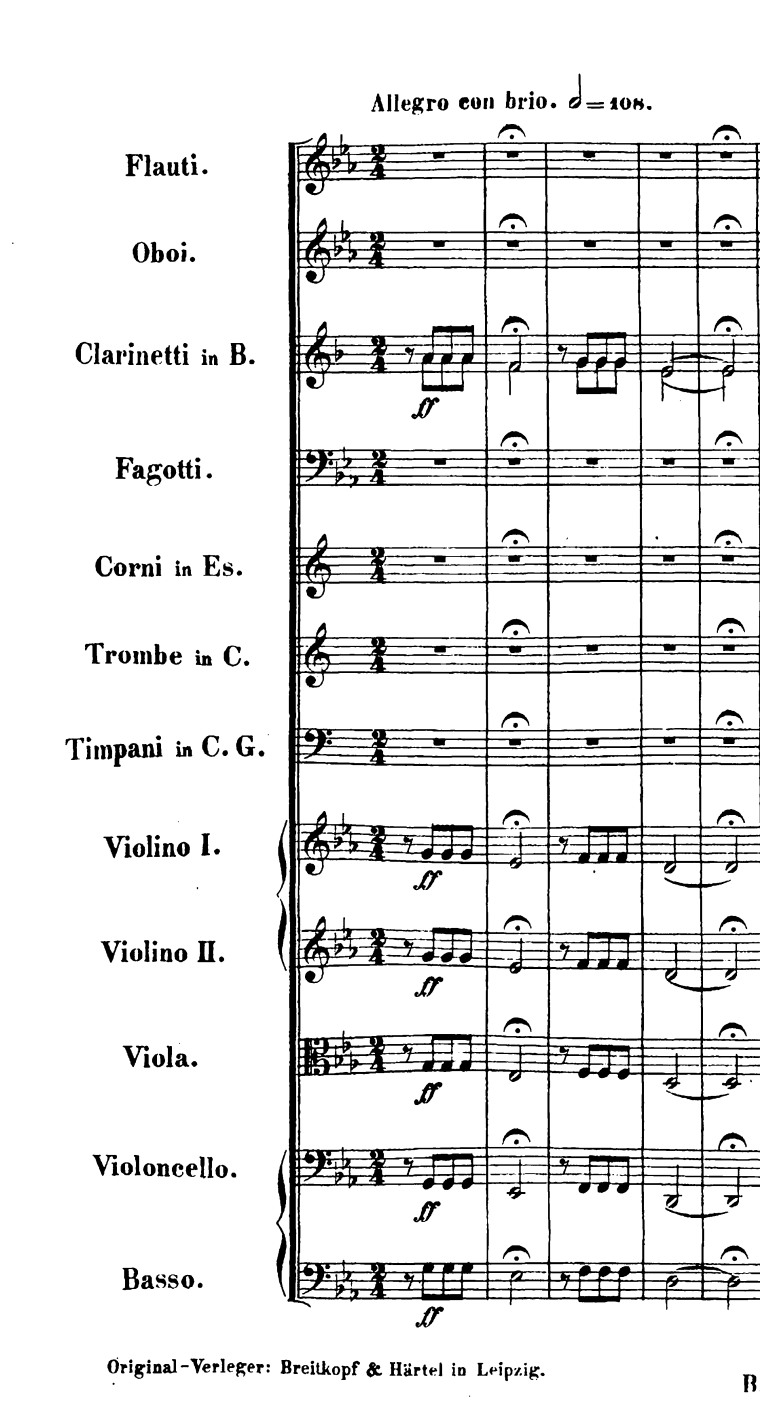 Allegro con brio. 𝅗𝅥=108.
Flauti.
Oboi.
Clarinetti in B.
ff
Fagotti.
Corni in Es.
Trombe in C.
Timpani in C. G.
Violino I.
ff
Violino II.
ff
Viola.
ff
Violoncello.
ff
Basso.
ff
Original-Verleger: Breitkopf & Härtel in Leipzig.
B